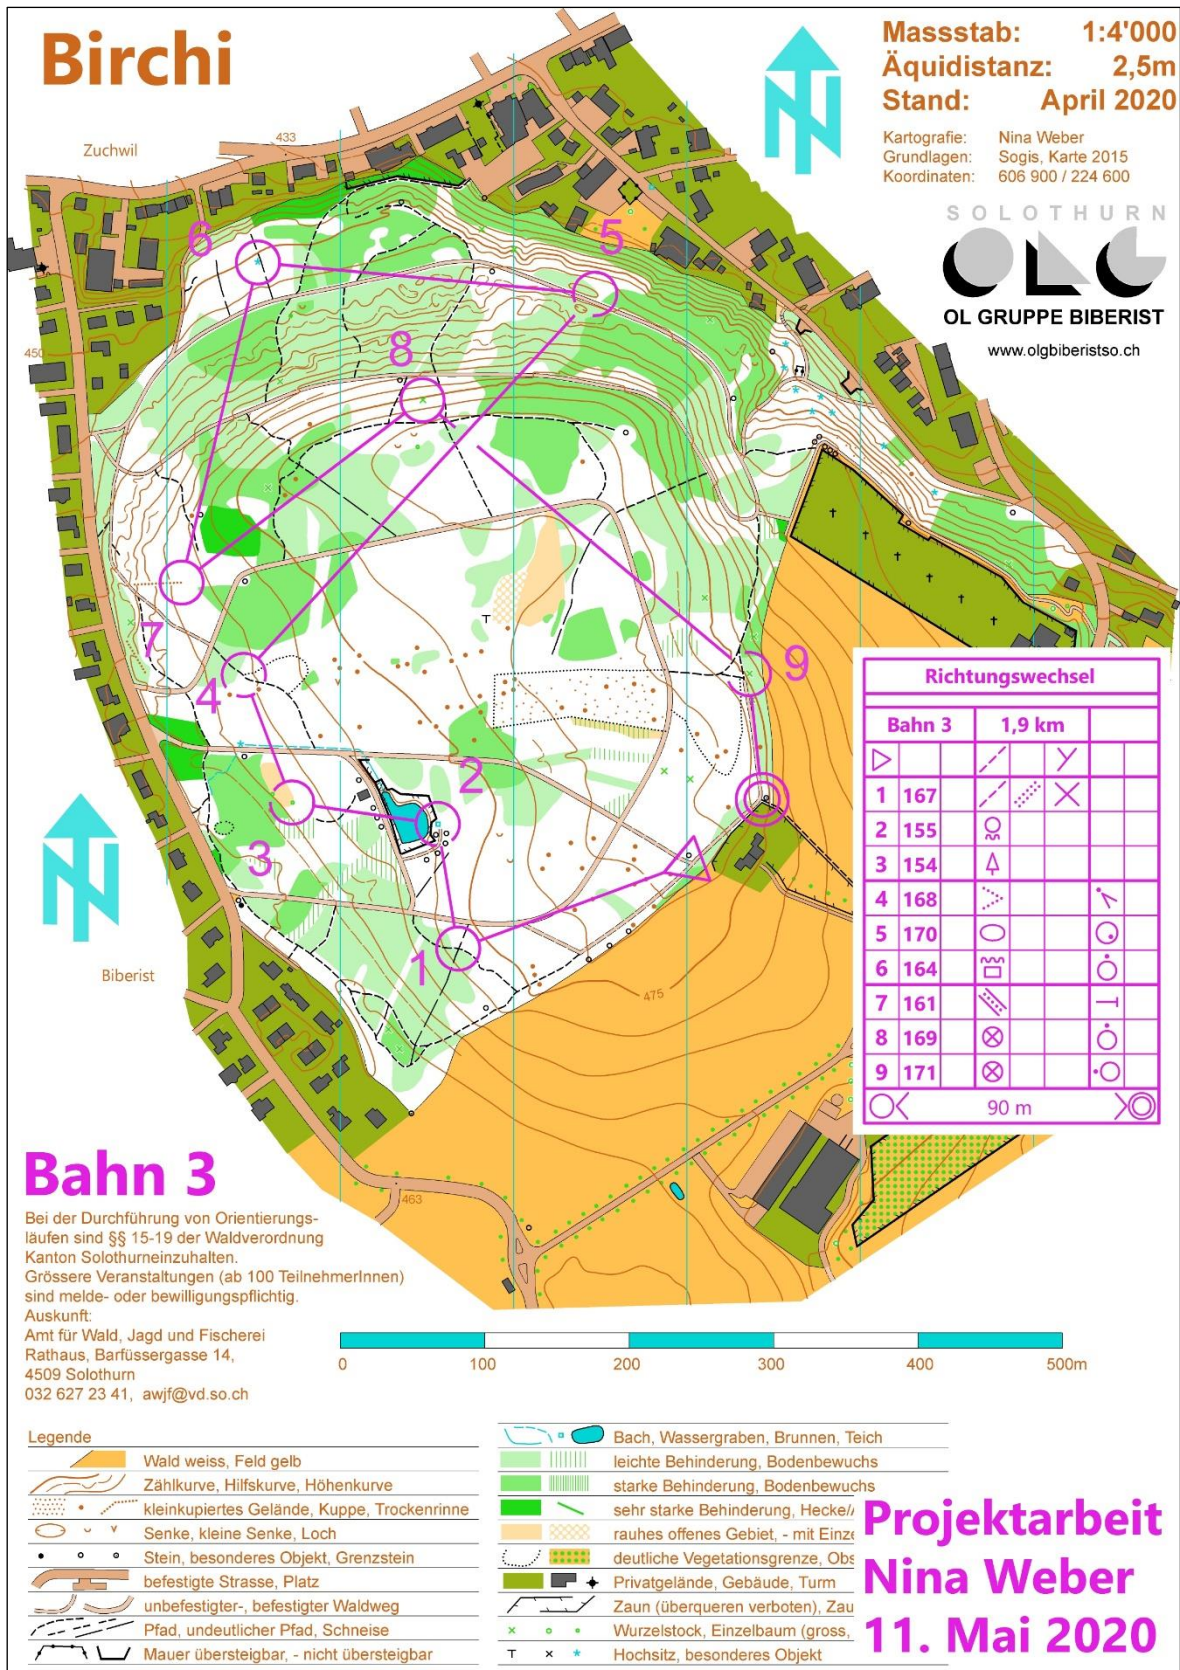 Birchi
Massstab: 1:4'000
Äquidistanz: 2,5m
Stand: April 2020
Kartografie: Nina Weber
Grundlagen: Sogis, Karte 2015
Koordinaten: 606 900 / 224 600
SOLOTHURN
OL GRUPPE BIBERIST
www.olgbiberistso.ch
Zuchwil
433
6
5
450
8
7
4
9
2
3
1
Biberist
475
463
Richtungswechsel
Bahn 3 1,9 km
1 167
2 155
3 154
4 168
5 170
6 164
7 161
8 169
9 171
90 m
Bahn 3
Bei der Durchführung von Orientierungs-
läufen sind §§ 15-19 der Waldverordnung
Kanton Solothurneinzuhalten.
Grössere Veranstaltungen (ab 100 TeilnehmerInnen)
sind melde- oder bewilligungspflichtig.
Auskunft:
Amt für Wald, Jagd und Fischerei
Rathaus, Barfüssergasse 14,
4509 Solothurn
032 627 23 41, awjf@vd.so.ch
0 100 200 300 400 500m
Legende
Wald weiss, Feld gelb
Zählkurve, Hilfskurve, Höhenkurve
kleinkupiertes Gelände, Kuppe, Trockenrinne
Senke, kleine Senke, Loch
Stein, besonderes Objekt, Grenzstein
befestigte Strasse, Platz
unbefestigter-, befestigter Waldweg
Pfad, undeutlicher Pfad, Schneise
Mauer übersteigbar, - nicht übersteigbar
Bach, Wassergraben, Brunnen, Teich
leichte Behinderung, Bodenbewuchs
starke Behinderung, Bodenbewuchs
sehr starke Behinderung, Hecke/
rauhes offenes Gebiet, - mit Einze
deutliche Vegetationsgrenze, Obs
Privatgelände, Gebäude, Turm
Zaun (überqueren verboten), Zau
Wurzelstock, Einzelbaum (gross,
Hochsitz, besonderes Objekt
Projektarbeit
Nina Weber
11. Mai 2020